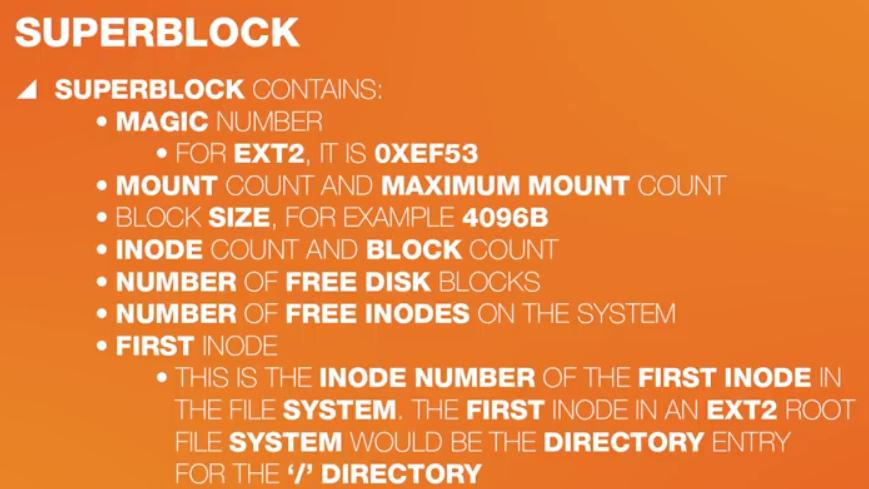 SUPERBLOCK
SUPERBLOCK CONTAINS:
• MAGIC NUMBER
• FOR EXT2, IT IS 0XEF53
• MOUNT COUNT AND MAXIMUM MOUNT COUNT
• BLOCK SIZE, FOR EXAMPLE 4096B
• INODE COUNT AND BLOCK COUNT
• NUMBER OF FREE DISK BLOCKS
• NUMBER OF FREE INODES ON THE SYSTEM
• FIRST INODE
• THIS IS THE INODE NUMBER OF THE FIRST INODE IN
THE FILE SYSTEM. THE FIRST INODE IN AN EXT2 ROOT
FILE SYSTEM WOULD BE THE DIRECTORY ENTRY
FOR THE ‘/’ DIRECTORY